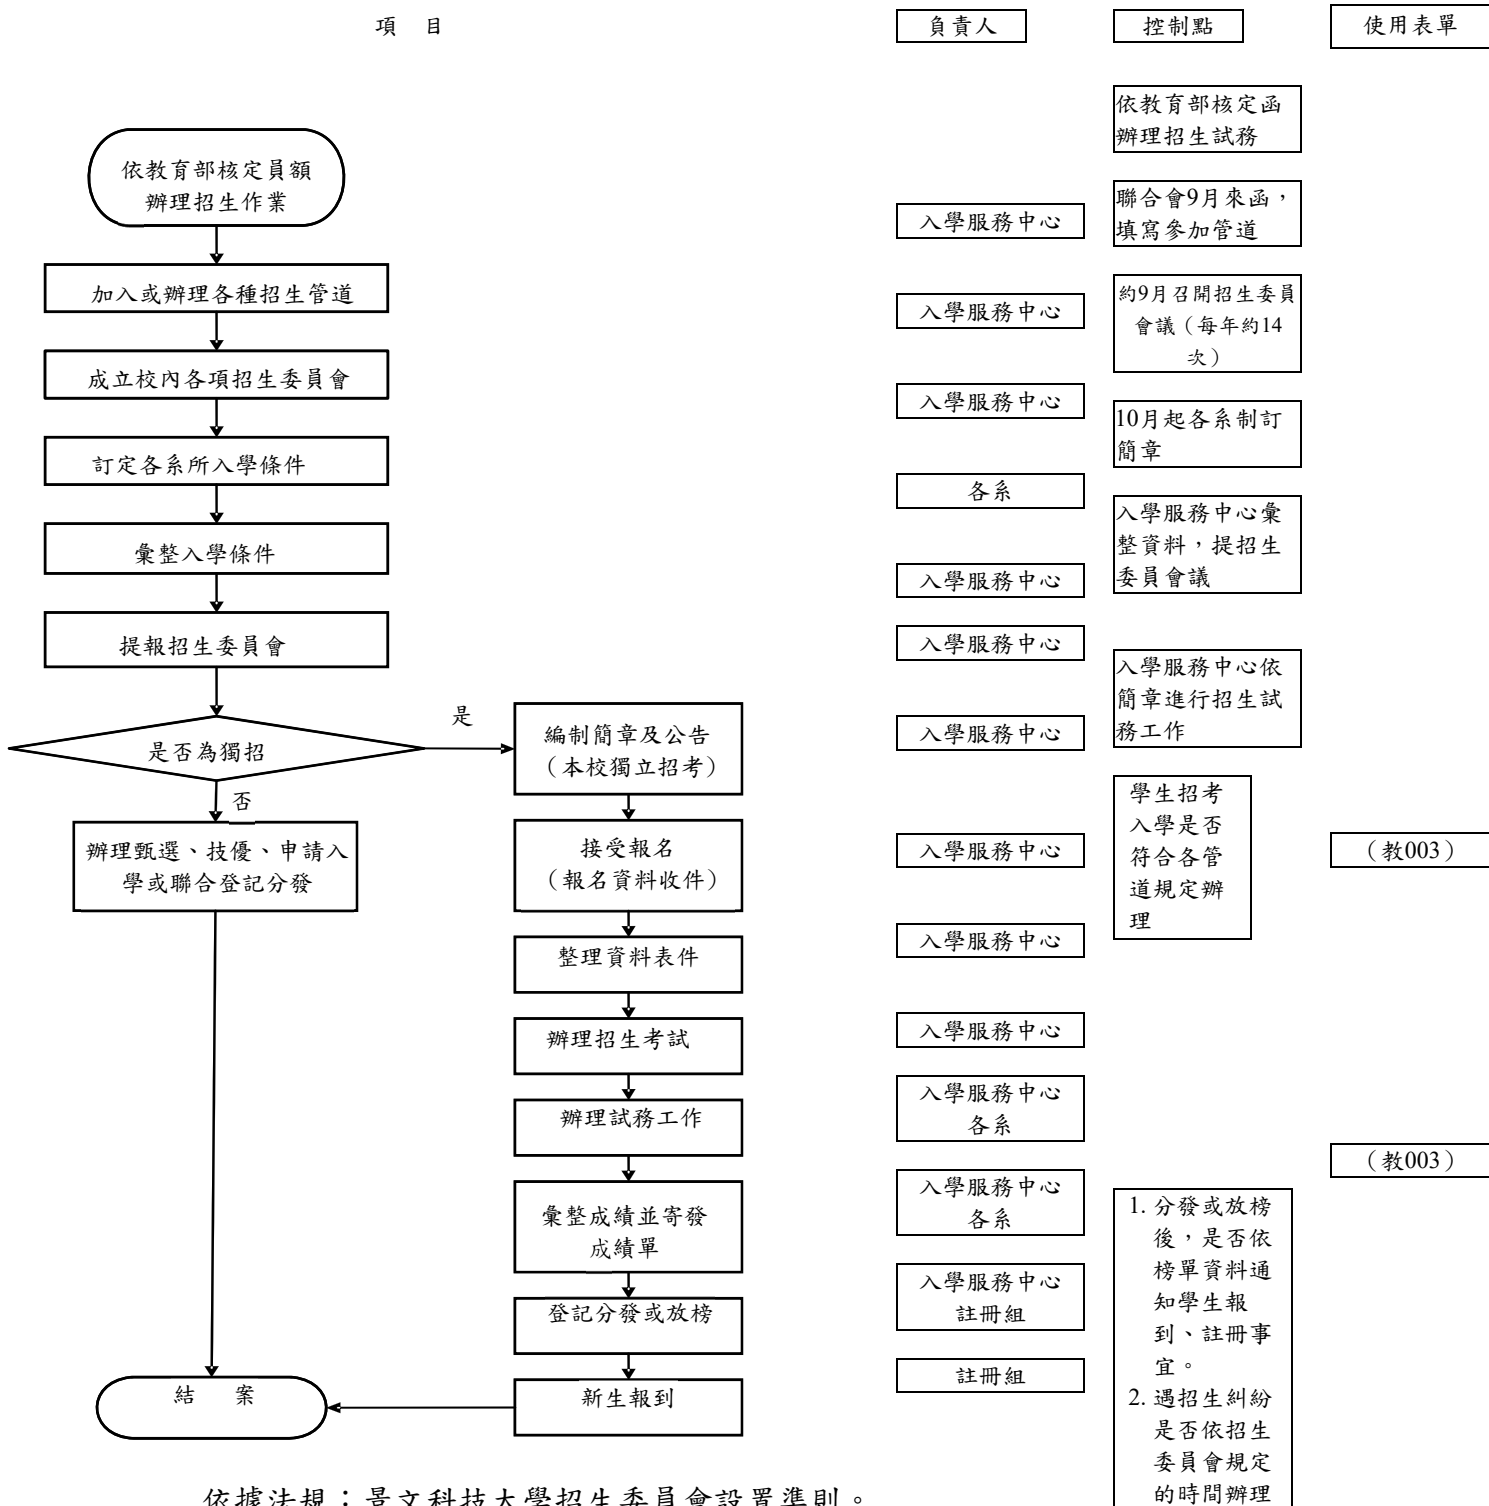 項 目
負責人
控制點
使用表單
依教育部核定員額
辦理招生作業
加入或辦理各種招生管道
成立校內各項招生委員會
訂定各系所入學條件
彙整入學條件
提報招生委員會
是否為獨招
是
否
辦理甄選、技優、申請入
學或聯合登記分發
編制簡章及公告
（本校獨立招考）
接受報名
（報名資料收件）
整理資料表件
辦理招生考試
辦理試務工作
彙整成績並寄發
成績單
登記分發或放榜
新生報到
結 案
入學服務中心
入學服務中心
入學服務中心
各系
入學服務中心
入學服務中心
入學服務中心
入學服務中心
入學服務中心
入學服務中心
入學服務中心
各系
入學服務中心
各系
入學服務中心
註冊組
註冊組
依教育部核定函
辦理招生試務
聯合會9月來函，
填寫參加管道
約9月召開招生委員
會議（每年約14
次）
10月起各系制訂
簡章
入學服務中心彙
整資料，提招生
委員會議
入學服務中心依
簡章進行招生試
務工作
學生招考
入學是否
符合各管
道規定辦
理
1. 分發或放榜
後，是否依
榜單資料通
知學生報
到、註冊事
宜。
2. 遇招生糾紛
是否依招生
委員會規定
的時間辦理
（教003）
（教003）
依據法規：景文科技大學招生委員會設置準則。